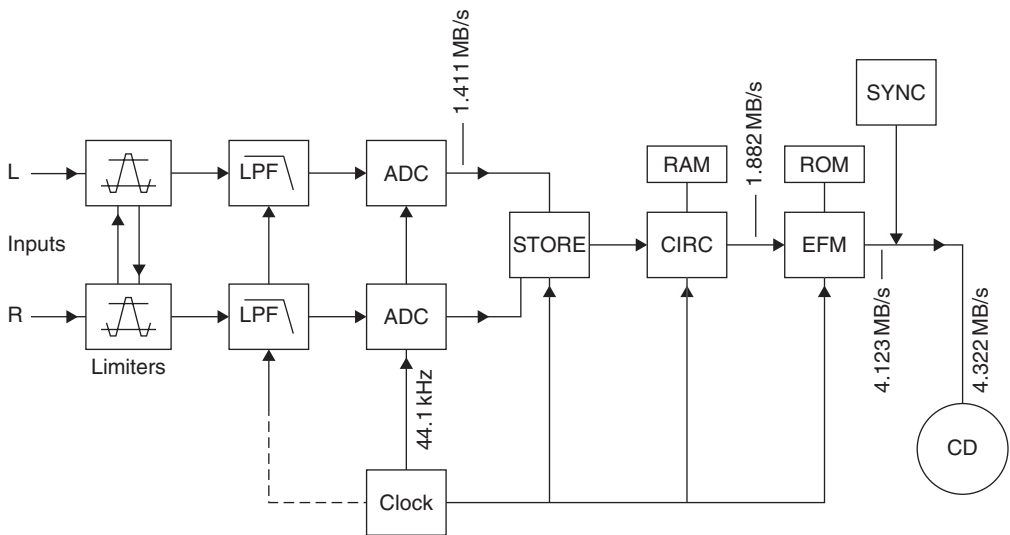 1.411 MB/s
SYNC
L
LPF
ADC
RAM
1.882 MB/s
ROM
Inputs
STORE
CIRC
EFM
R
LPF
ADC
Limiters
44.1 kHz
4.123 MB/s
4.322 MB/s
Clock
CD